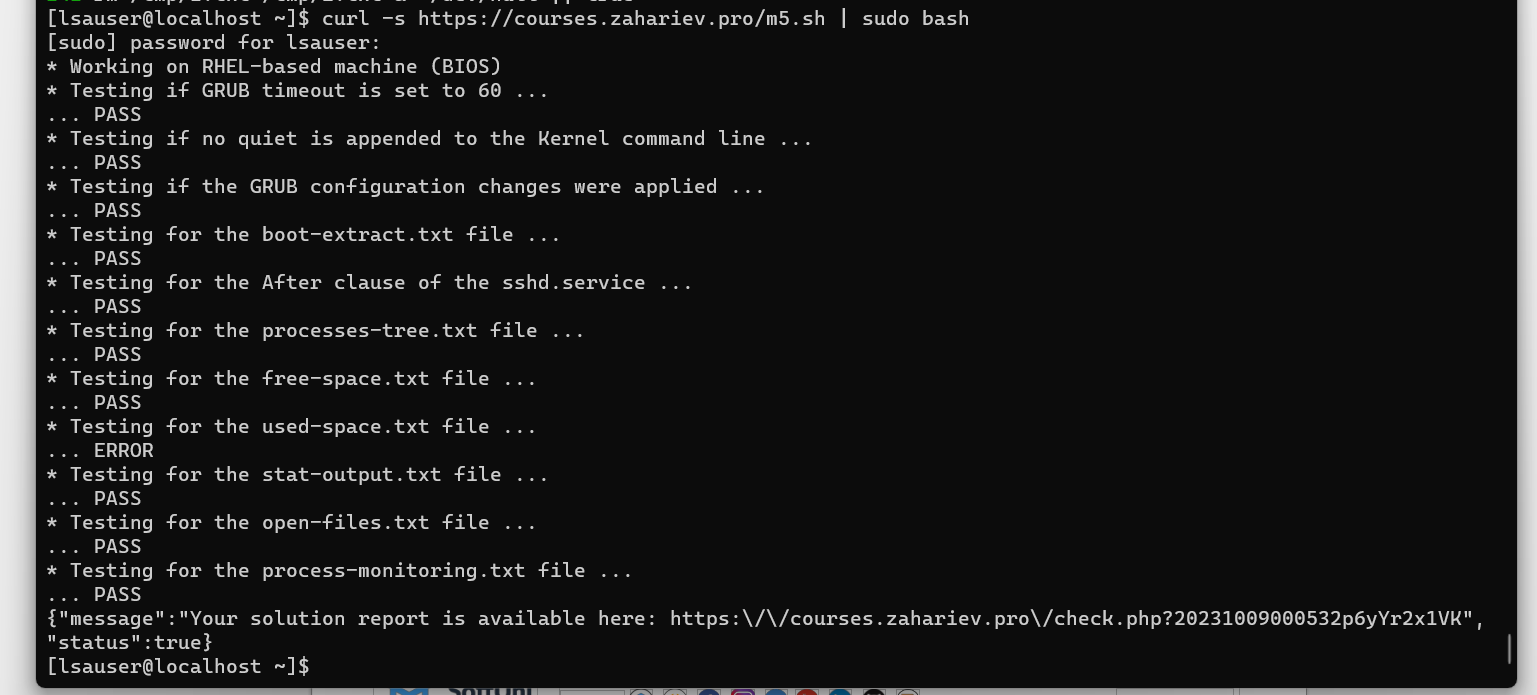 [lsauser@localhost ~]$ curl -s https://courses.zahariev.pro/m5.sh | sudo bash
[sudo] password for lsauser:
* Working on RHEL-based machine (BIOS)
* Testing if GRUB timeout is set to 60 ...
... PASS
* Testing if no quiet is appended to the Kernel command line ...
... PASS
* Testing if the GRUB configuration changes were applied ...
... PASS
* Testing for the boot-extract.txt file ...
... PASS
* Testing for the After clause of the sshd.service ...
... PASS
* Testing for the processes-tree.txt file ...
... PASS
* Testing for the free-space.txt file ...
... PASS
* Testing for the used-space.txt file ...
... ERROR
* Testing for the stat-output.txt file ...
... PASS
* Testing for the open-files.txt file ...
... PASS
* Testing for the process-monitoring.txt file ...
... PASS
{"message":"Your solution report is available here: https:\/\/courses.zahariev.pro\/check.php?20231009000532p6yYr2x1VK",
"status":true}
[lsauser@localhost ~]$